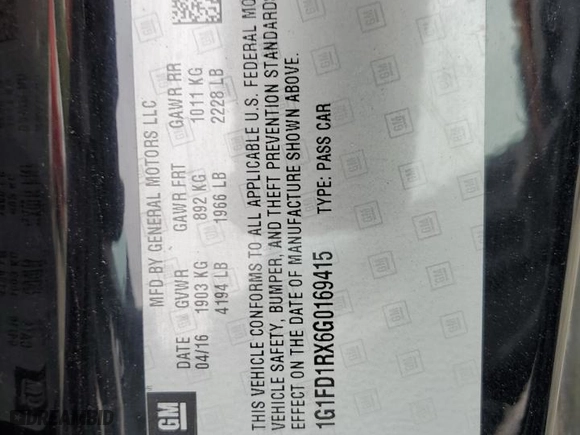 GM
MFD BY GENERAL MOTORS LLC
DATE GVWR GAWR FRT GAWR RR
04/16 1903 KG 892 KG 1011 KG
4194 LB 1966 LB 2228 LB
THIS VEHICLE CONFORMS TO ALL APPLICABLE U.S. FEDERAL MO
VEHICLE SAFETY, BUMPER, AND THEFT PREVENTION STANDARDS
EFFECT ON THE DATE OF MANUFACTURE SHOWN ABOVE.
1G1FD1RX6G0169415 TYPE: PASS CAR
DREAMBID